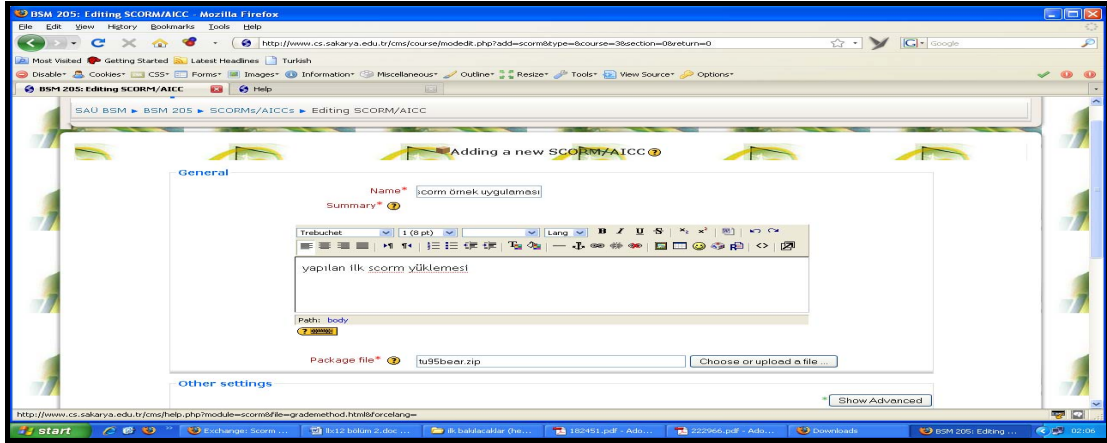 BSM 205: Editing SCORM/AICC - Mozilla Firefox
File Edit View History Bookmarks Tools Help
http://www.cs.sakarya.edu.tr/cms/course/modedit.php?add=scorm&type=&course=3&section=0&return=0
Google
Most Visited Getting Started Latest Headlines Turkish
Disable Cookies CSS Forms Images Information Miscellaneous Outline Resize Tools View Source Options
BSM 205: Editing SCORM/AICC Help
SAÜ BSM ► BSM 205 ► SCORMs/AICCs ► Editing SCORM/AICC
Adding a new SCORM/AICC
General
Name* scorm örnek uygulaması
Summary*
Trebuchet 1 (8 pt) Lang B I U S
yapılan ilk scorm yüklemesi
Path: body
Package file* tu95bear.zip Choose or upload a file ...
Other settings
* Show Advanced
http://www.cs.sakarya.edu.tr/cms/help.php?module=scorm&file=grademethod.html&forcelang=
start Exchange: Scorm ... llx12 bölüm 2.doc ... ilk bakılacaklar (he... 182451.pdf - Ado... 222966.pdf - Ado... Downloads BSM 205: Editing ... 02:06